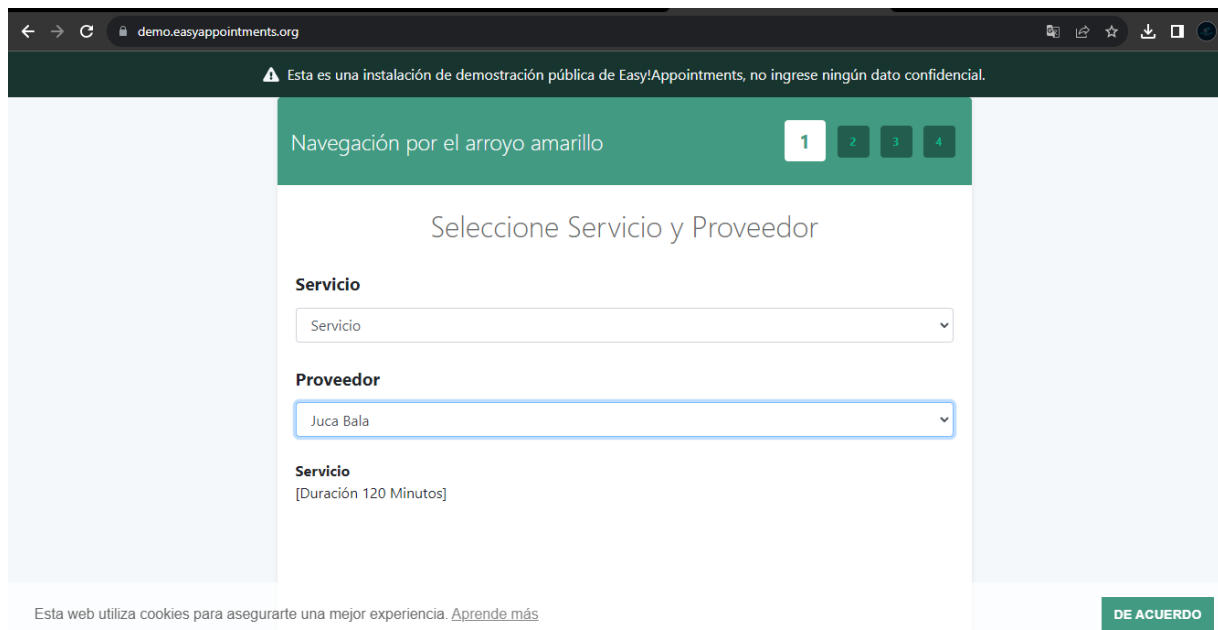 demo.easyappointments.org
Esta es una instalación de demostración pública de Easy!Appointments, no ingrese ningún dato confidencial.
Navegación por el arroyo amarillo
1 2 3 4
Seleccione Servicio y Proveedor
Servicio
Servicio
Proveedor
Juca Bala
Servicio
[Duración 120 Minutos]
Esta web utiliza cookies para asegurarte una mejor experiencia. Aprende más
DE ACUERDO